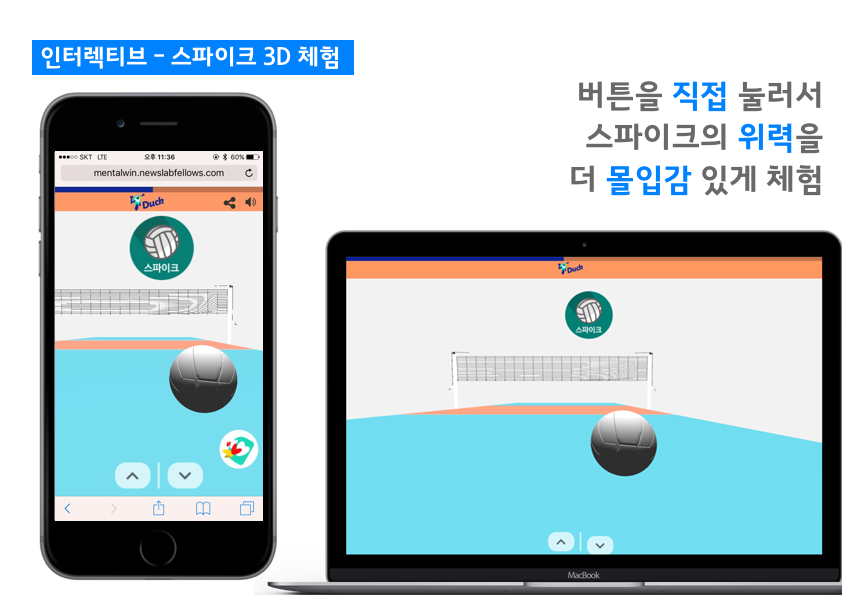 인터렉티브 - 스파이크 3D 체험
버튼을 직접 눌러서
스파이크의 위력을
더 몰입감 있게 체험
SKT LTE 오후 11:36 60%
mentalwin.newslabfellows.com
Duck
스파이크
Duck
스파이크
MacBook